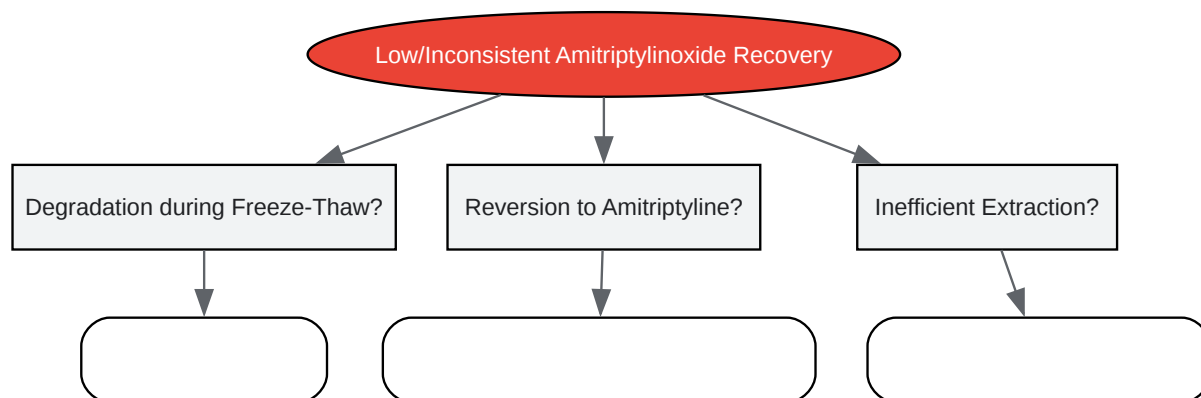 Low/Inconsistent Amitriptylinoxide Recovery
Degradation during Freeze-Thaw?
Reversion to Amitriptyline?
Inefficient Extraction?